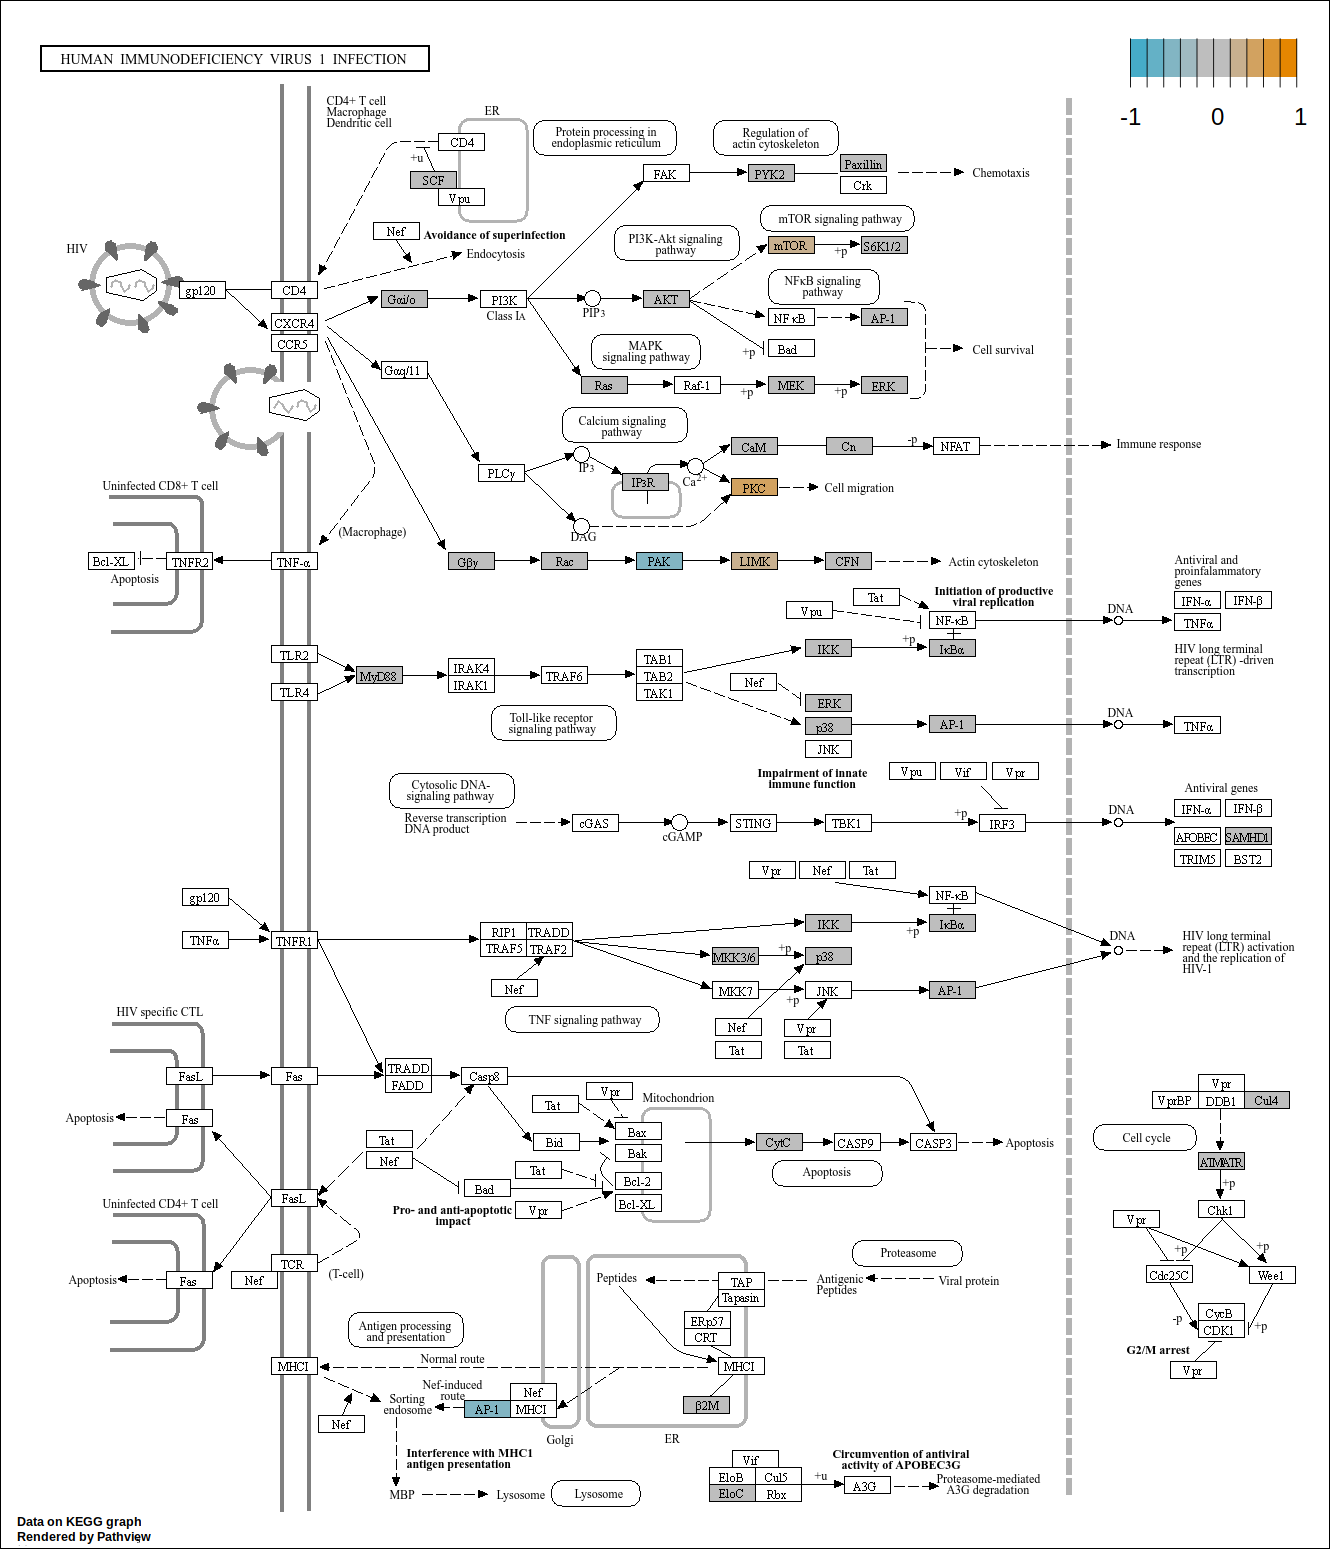 HUMAN IMMUNODEFICIENCY VIRUS 1 INFECTION
-1 0 1
CD4+ T cell
Macrophage
Dendritic cell
ER
CD4
+u
SCF
Vpu
Protein processing in
endoplasmic reticulum
Regulation of
actin cytoskeleton
FAK
PYK2
Paxillin
Crk
Chemotaxis
HIV
Nef
Avoidance of superinfection
Endocytosis
PI3K-Akt signaling
pathway
mTOR signaling pathway
mTOR
+p
S6K1/2
gp120
CD4
CXCR4
CCR5
Gαi/o
PI3K
Class IA
PIP3
AKT
NFκB signaling
pathway
NFκB
AP-1
+p
Bad
Cell survival
MAPK
signaling pathway
Gαq/11
Ras
Raf-1
+p
MEK
+p
ERK
Calcium signaling
pathway
PLCγ
IP3
IP3R
Ca2+
DAG
CaM
Cn
-p
NFAT
Immune response
PKC
Cell migration
Uninfected CD8+ T cell
Bcl-XL
TNFR2
Apoptosis
TNF-α
(Macrophage)
Gβγ
Rac
PAK
LIMK
CFN
Actin cytoskeleton
Antiviral and
proinfalammatory
genes
IFN-α
IFN-β
TNFα
HIV long terminal
repeat (LTR) -driven
transcription
Initiation of productive
viral replication
Tat
Vpu
NF-κB
+p
IKK
IκBα
DNA
TLR2
TLR4
MyD88
IRAK4
IRAK1
TRAF6
TAB1
TAB2
TAK1
Nef
ERK
p38
JNK
AP-1
DNA
TNFα
Toll-like receptor
signaling pathway
Impairment of innate
immune function
Vpu
Vif
Vpr
Cytosolic DNA-
signaling pathway
Reverse transcription
DNA product
cGAS
cGAMP
STING
TBK1
+p
IRF3
DNA
Antiviral genes
IFN-α
IFN-β
APOBEC
SAMHD1
TRIM5
BST2
Vpr
Nef
Tat
NF-κB
gp120
TNFα
TNFR1
RIP1
TRADD
TRAF5
TRAF2
Nef
IKK
+p
IκBα
MKK3/6
+p
p38
MKK7
+p
JNK
AP-1
DNA
HIV long terminal
repeat (LTR) activation
and the replication of
HIV-1
Nef
Tat
Vpr
Tat
TNF signaling pathway
HIV specific CTL
FasL
Fas
Apoptosis
Fas
TRADD
FADD
Casp8
Tat
Vpr
Mitochondrion
Bax
Bak
Bcl-2
Bcl-XL
Bid
Tat
Nef
Tat
Bad
Vpr
Pro- and anti-apoptotic
impact
CytC
CASP9
CASP3
Apoptosis
Apoptosis
Uninfected CD4+ T cell
FasL
TCR
(T-cell)
Nef
Fas
Apoptosis
Vpr
VprBP
DDB1
Cul4
Cell cycle
ATM/ATR
+p
Chk1
Vpr
+p
+p
Cdc25C
Wee1
-p
CycB
CDK1
+p
G2/M arrest
Vpr
Proteasome
Peptides
TAP
Tapasin
Antigenic
Peptides
Viral protein
ERp57
CRT
MHCI
β2M
ER
Antigen processing
and presentation
Normal route
MHCI
Nef-induced
route
Nef
AP-1
MHCI
Golgi
Sorting
endosome
Nef
Interference with MHC1
antigen presentation
MBP
Lysosome
Lysosome
Vif
EloB
Cul5
EloC
Rbx
+u
A3G
Circumvention of antiviral
activity of APOBEC3G
Proteasome-mediated
A3G degradation
Data on KEGG graph
Rendered by Pathview